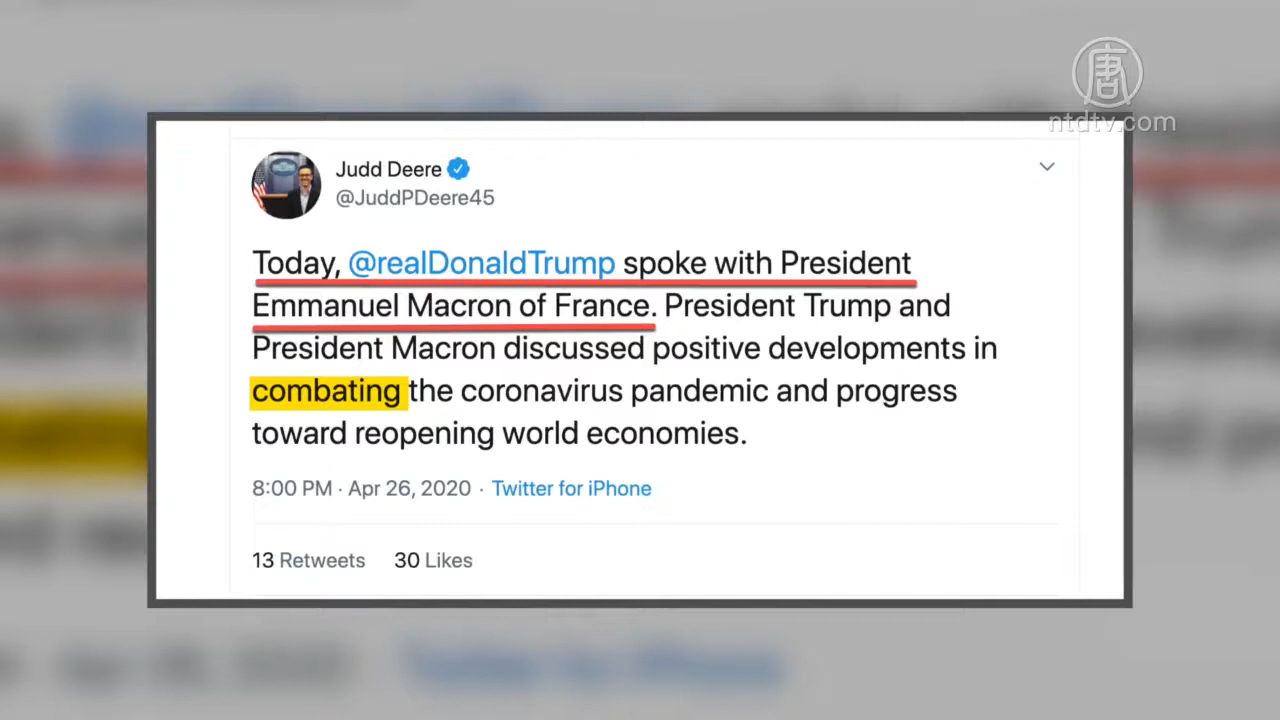 唐
ntdtv.com
Judd Deere
@JuddPDeere45
Today, @realDonaldTrump spoke with President
Emmanuel Macron of France. President Trump and
President Macron discussed positive developments in
combating the coronavirus pandemic and progress
toward reopening world economies.
8:00 PM · Apr 26, 2020 · Twitter for iPhone
13 Retweets 30 Likes